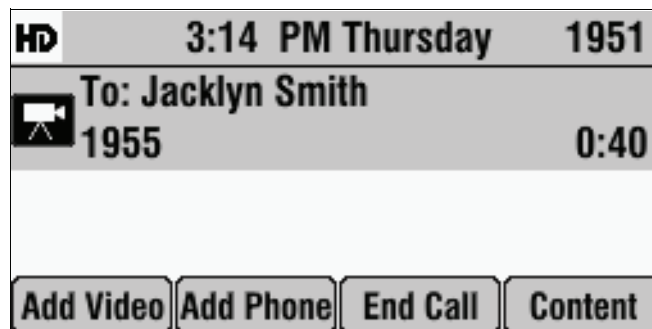 HD 3:14 PM Thursday 1951
To: Jacklyn Smith
1955 0:40
Add Video Add Phone End Call Content